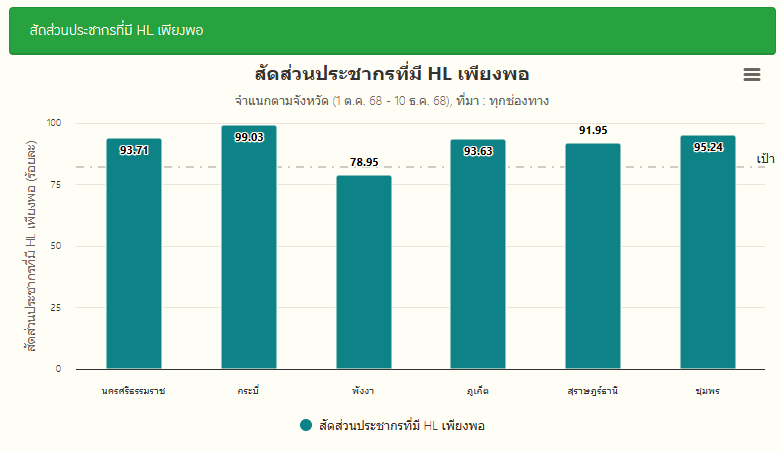 สัดส่วนประชากรที่มี HL เพียงพอ
สัดส่วนประชากรที่มี HL เพียงพอ
จำแนกตามจังหวัด (1 ต.ค. 68 - 10 ธ.ค. 68), ที่มา : ทุกช่องทาง
สัดส่วนประชากรที่มี HL เพียงพอ (ร้อยละ)
100
75
50
25
0
93.71
99.03
78.95
93.63
91.95
95.24
เป้า
นครศรีธรรมราช
กระบี่
พังงา
ภูเก็ต
สุราษฎร์ธานี
ชุมพร
สัดส่วนประชากรที่มี HL เพียงพอ